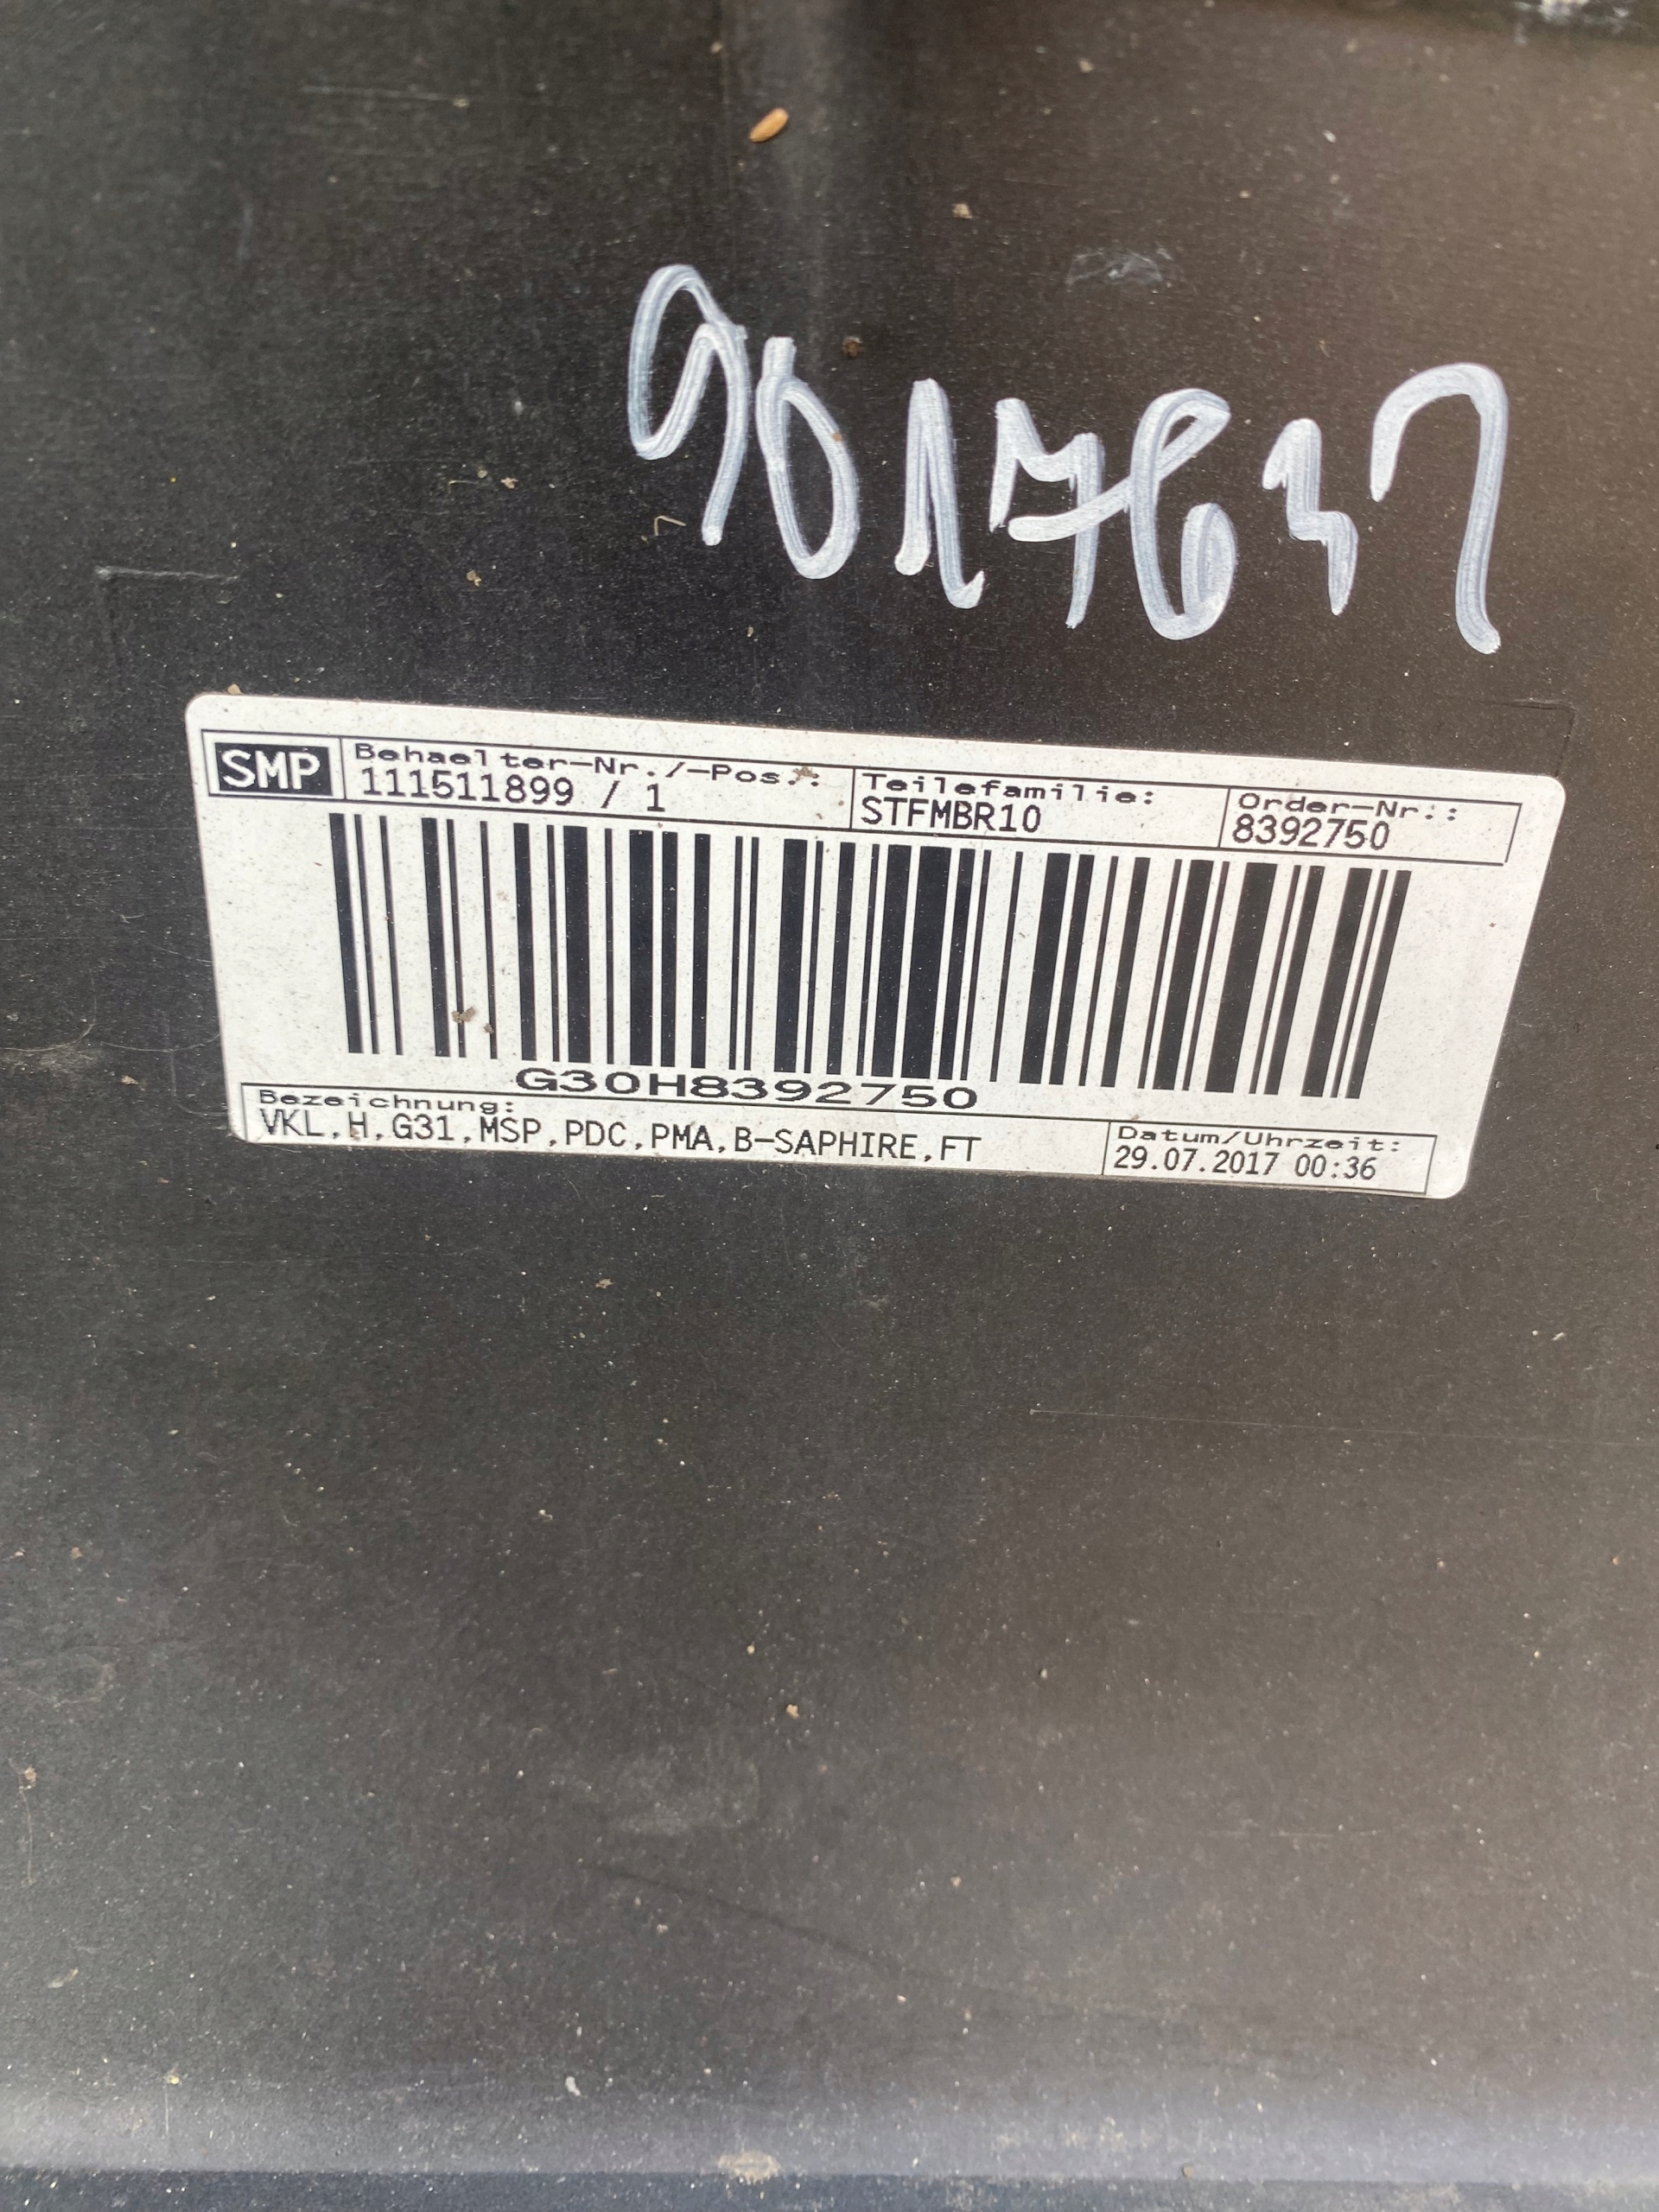 9017637
SMP
Behaelter-Nr./-Pos.:
111511899 / 1
Teilefamilie:
STFMBR10
Order-Nr.:
8392750
G30H8392750
Bezeichnung:
VKL,H,G31,MSP,PDC,PMA,B-SAPHIRE,FT
Datum/Uhrzeit:
29.07.2017 00:36